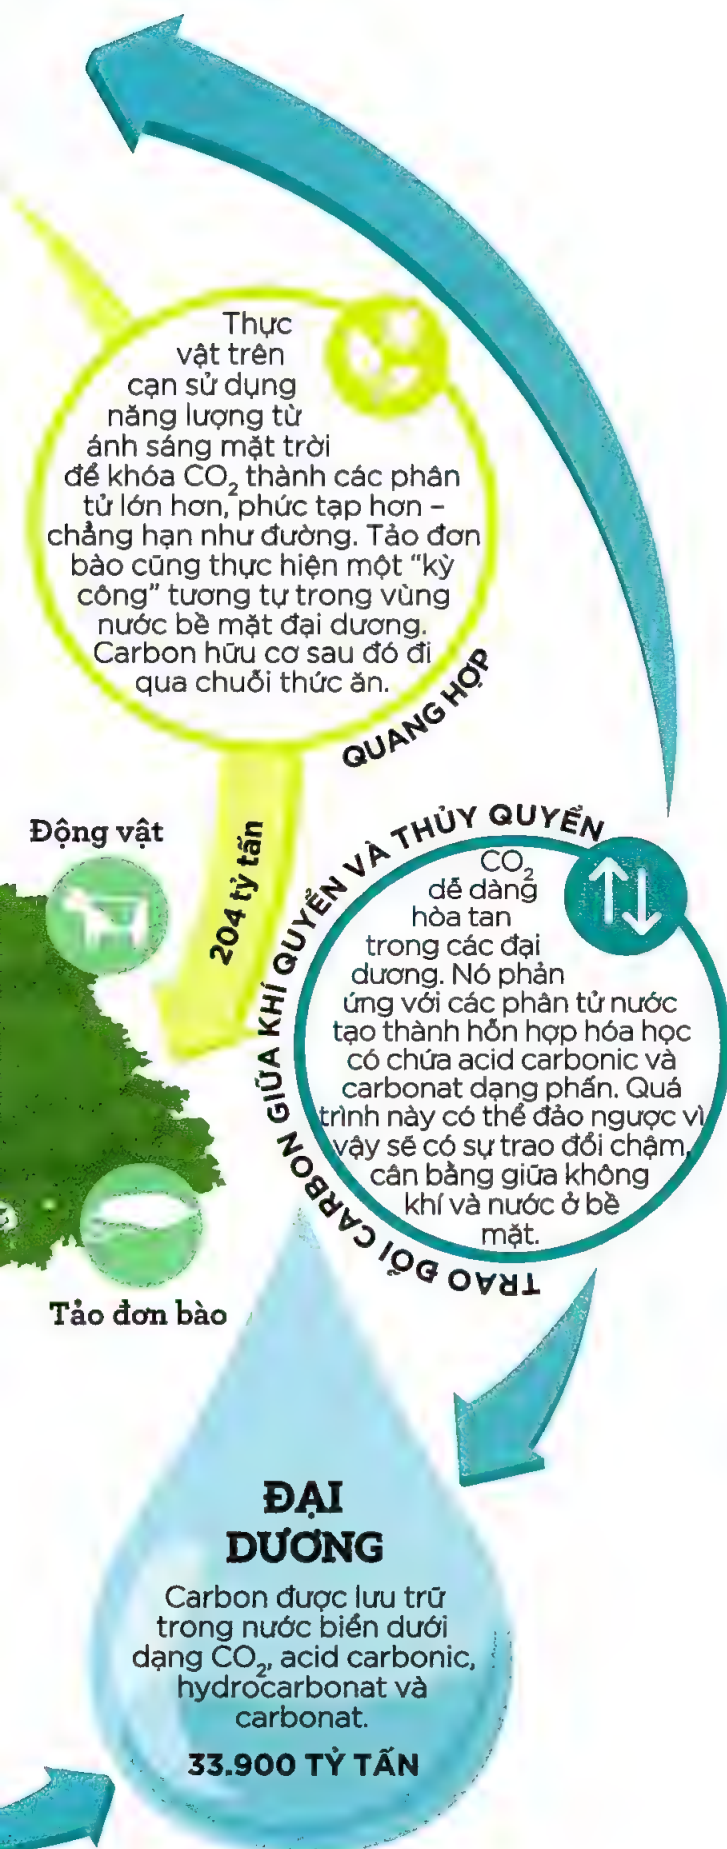 Thực
vật trên
cạn sử dụng
năng lượng từ
ánh sáng mặt trời
để khóa CO₂ thành các phân
tử lớn hơn, phức tạp hơn –
chẳng hạn như đường. Tảo đơn
bào cũng thực hiện một “kỳ
công” tương tự trong vùng
nước bề mặt đại dương.
Carbon hữu cơ sau đó đi
qua chuỗi thức ăn.
QUANG HỢP
204 tỷ tấn
Động vật
TRAO ĐỔI CARBON GIỮA KHÍ QUYỂN VÀ THỦY QUYỂN
CO₂
dễ dàng
hòa tan
trong các đại
dương. Nó phản
ứng với các phân tử nước
tạo thành hỗn hợp hóa học
có chứa acid carbonic và
carbonat dạng phấn. Quá
trình này có thể đảo ngược vì
vậy sẽ có sự trao đổi chậm,
cân bằng giữa không
khí và nước ở bề
mặt.
Tảo đơn bào
ĐẠI
DƯƠNG
Carbon được lưu trữ
trong nước biển dưới
dạng CO₂, acid carbonic,
hydrocarbonat và
carbonat.
33.900 TỶ TẤN